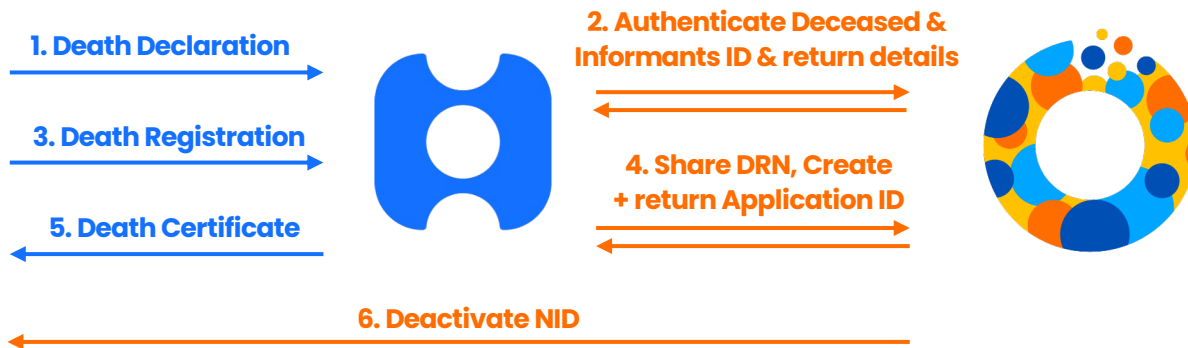 1. Death Declaration
2. Authenticate Deceased &
Informants ID & return details
3. Death Registration
4. Share DRN, Create
+ return Application ID
5. Death Certificate
6. Deactivate NID